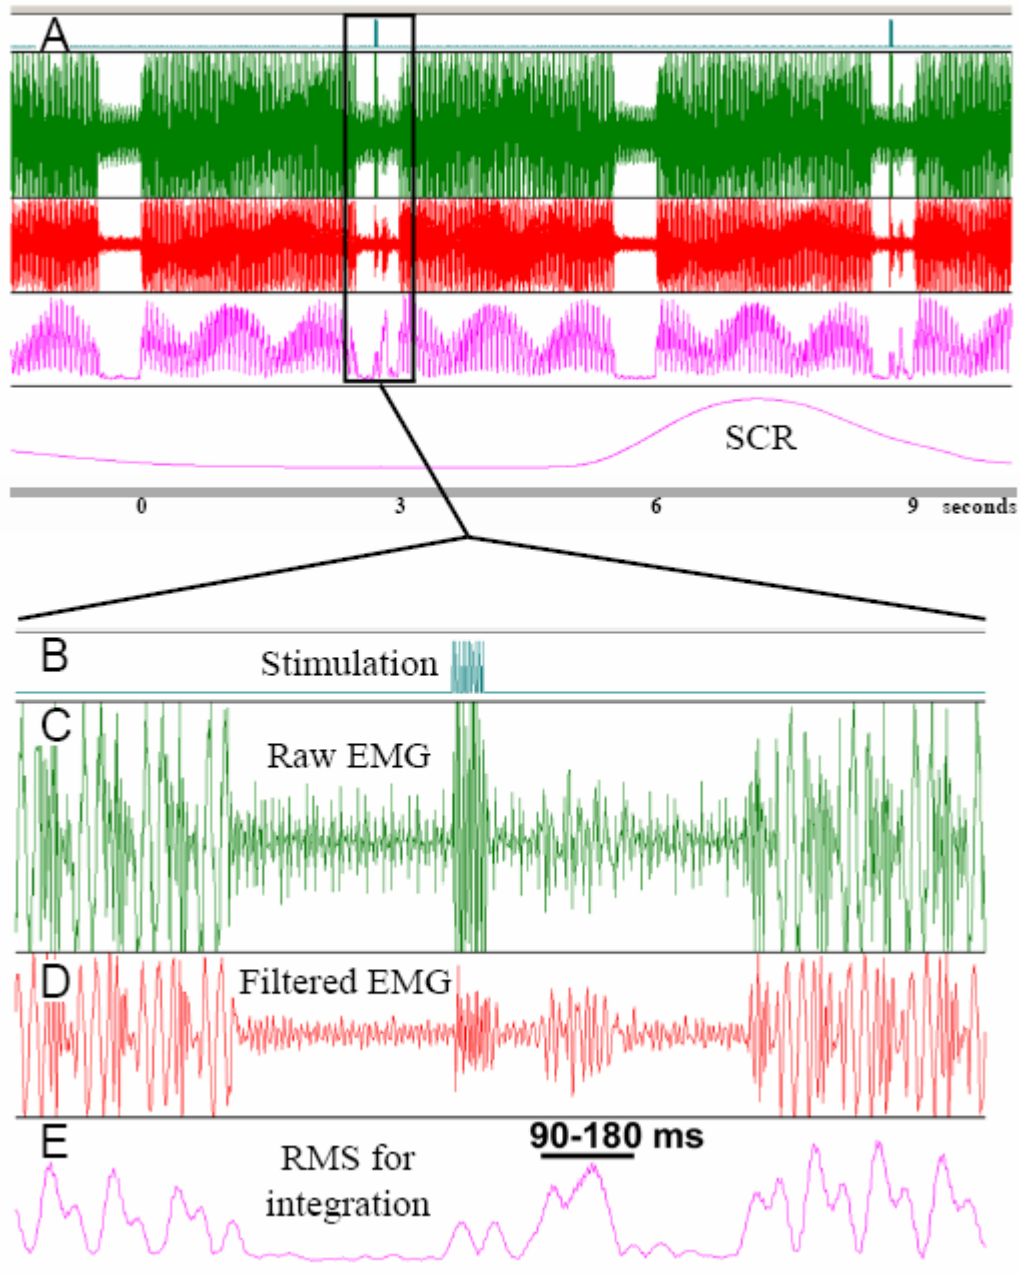 A
SCR
0 3 6 9 seconds
B
Stimulation
C
Raw EMG
D
Filtered EMG
E
90-180 ms
RMS for
integration